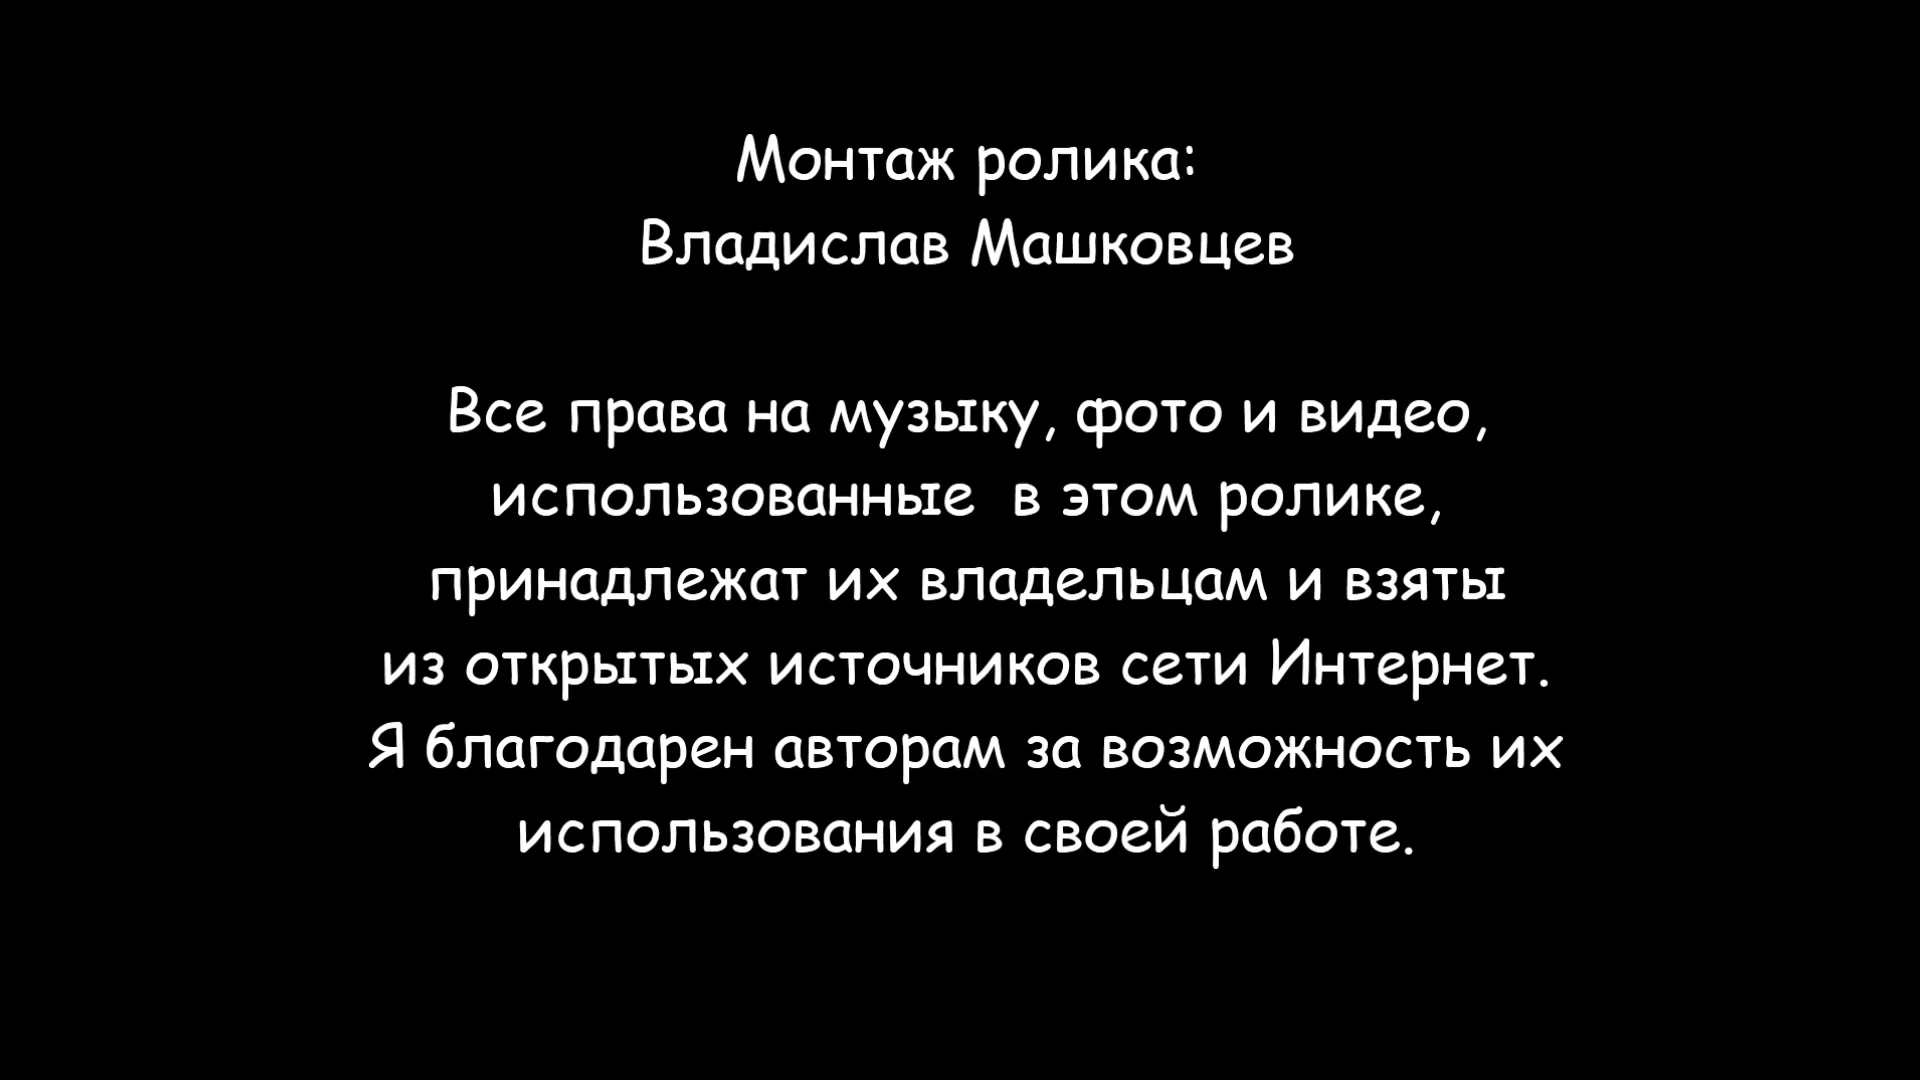 Монтаж ролика:
Владислав Машковцев
Все права на музыку, фото и видео,
использованные  в этом ролике,
принадлежат их владельцам и взяты
из открытых источников сети Интернет.
Я благодарен авторам за возможность их
использования в своей работе.